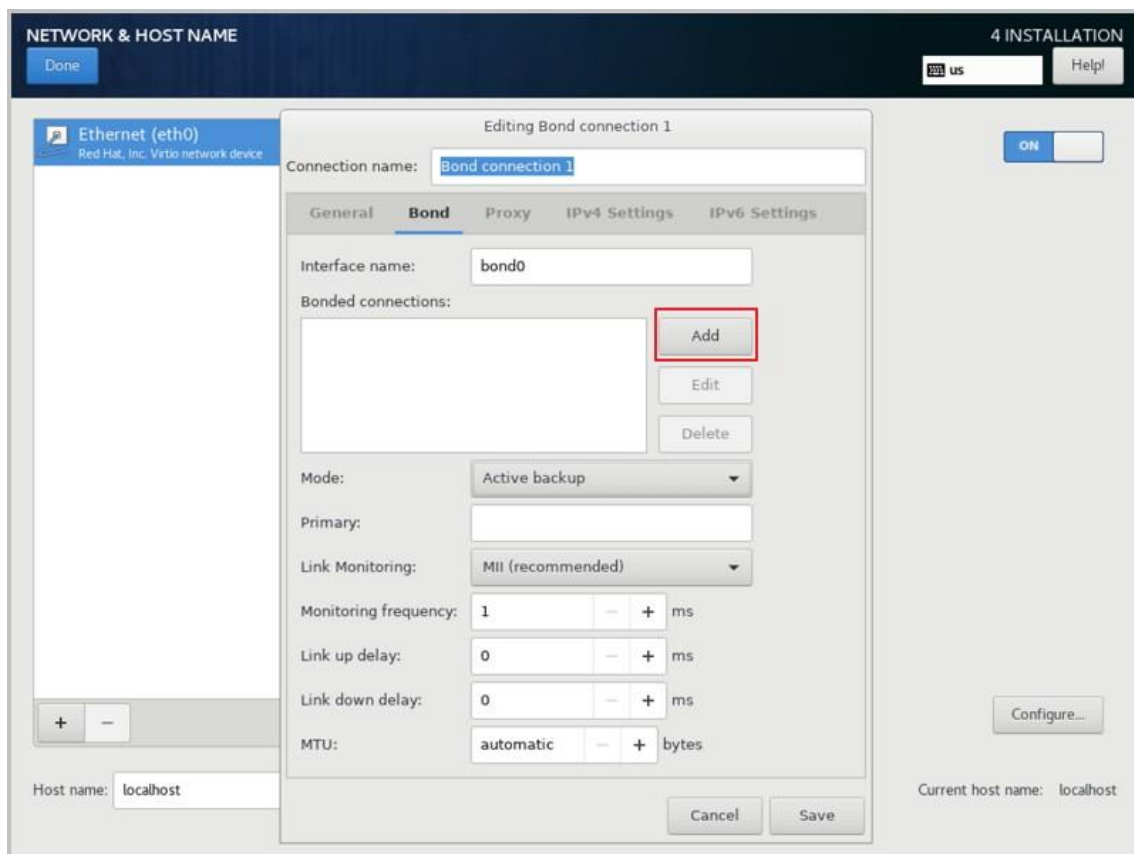 NETWORK & HOST NAME
4 INSTALLATION
Done
us
Help!
Ethernet (eth0)
Red Hat, Inc. Virtio network device
Editing Bond connection 1
ON
Connection name: Bond connection 1
General Bond Proxy IPv4 Settings IPv6 Settings
Interface name: bond0
Bonded connections:
Add
Edit
Delete
Mode: Active backup
Primary:
Link Monitoring: MII (recommended)
Monitoring frequency: 1 − + ms
Link up delay: 0 − + ms
Link down delay: 0 − + ms
+ −
Configure...
MTU: automatic − + bytes
Host name: localhost
Current host name: localhost
Cancel Save